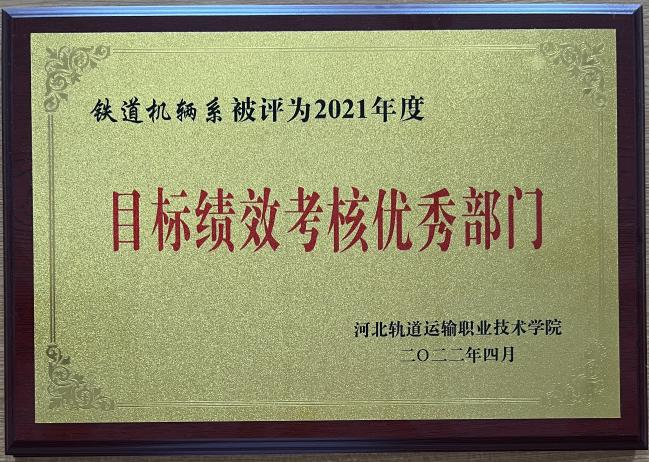 铁道机辆系被评为2021年度
目标绩效考核优秀部门
河北轨道运输职业技术学院
二〇二二年四月